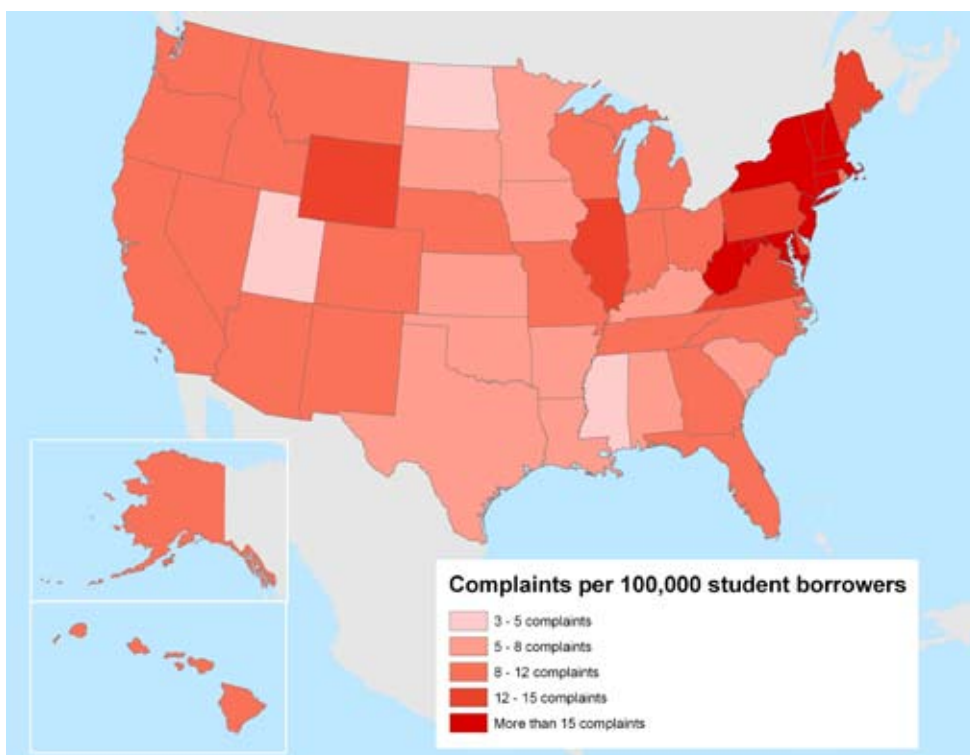 Complaints per 100,000 student borrowers
3 - 5 complaints
5 - 8 complaints
8 - 12 complaints
12 - 15 complaints
More than 15 complaints